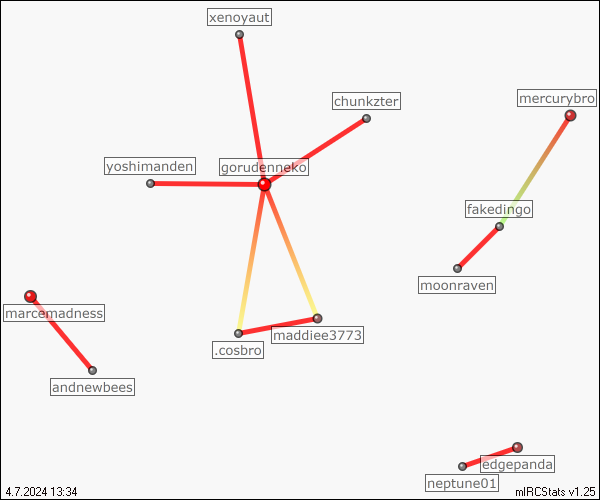 xenoyaut
chunkzter
mercurybro
yoshimanden
gorudenneko
fakedingo
moonraven
marcemadness
maddiee3773
.cosbro
andnewbees
edgepanda
neptune01
4.7.2024 13:34
mIRCStats v1.25